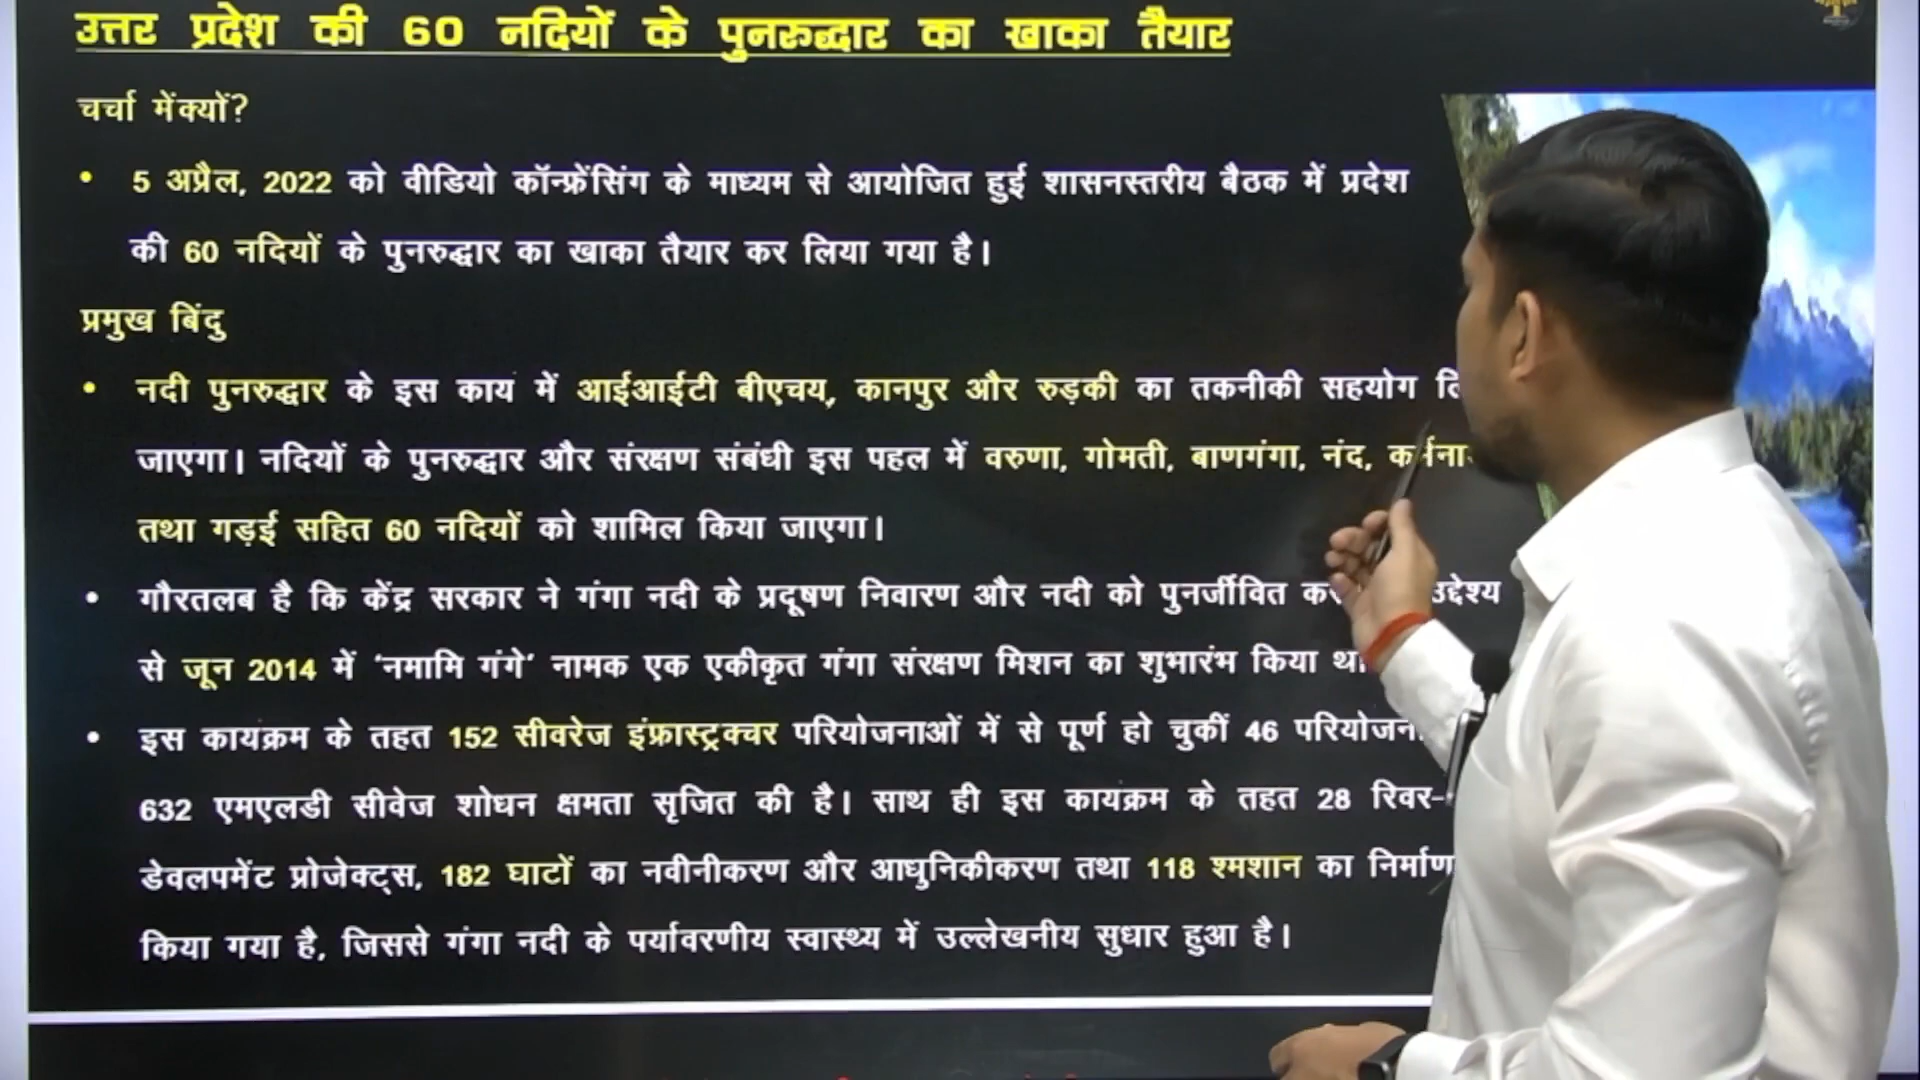 उत्तर प्रदेश की 60 नदियों के पुनरुद्धार का खाका तैयार
चर्चा मेंक्यों?
• 5 अप्रैल, 2022 को वीडियो कॉन्फ्रेंसिंग के माध्यम से आयोजित हुई शासनस्तरीय बैठक में प्रदेश
की 60 नदियों के पुनरुद्धार का खाका तैयार कर लिया गया है।
प्रमुख बिंदु
• नदी पुनरुद्धार के इस काय में आईआईटी बीएचय, कानपुर और रुड़की का तकनीकी सहयोग
जाएगा। नदियों के पुनरुद्धार और संरक्षण संबंधी इस पहल में वरुणा, गोमती, बाणगंगा, नंद,
तथा गड़ई सहित 60 नदियों को शामिल किया जाएगा।
• गौरतलब है कि केंद्र सरकार ने गंगा नदी के प्रदूषण निवारण और नदी को पुनर्जीवित उद्देश्य
से जून 2014 में ‘नमामि गंगे’ नामक एक एकीकृत गंगा संरक्षण मिशन का शुभारंभ किया था
• इस कायक्रम के तहत 152 सीवरेज इंफ्रास्ट्रक्चर परियोजनाओं में से पूर्ण हो चुकीं 46
632 एमएलडी सीवेज शोधन क्षमता सृजित की है। साथ ही इस कायक्रम के तहत 28 रिवर-
डेवलपमेंट प्रोजेक्ट्स, 182 घाटों का नवीनीकरण और आधुनिकीकरण तथा 118 श्मशान का निर्माण
किया गया है, जिससे गंगा नदी के पर्यावरणीय स्वास्थ्य में उल्लेखनीय सुधार हुआ है।